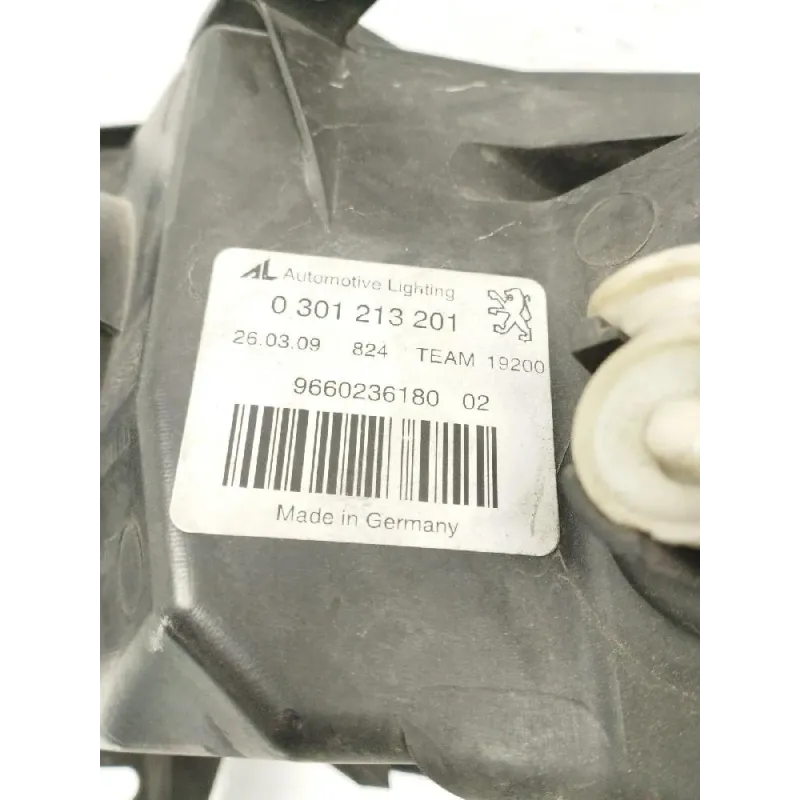 AL Automotive Lighting
0 301 213 201
26.03.09 824 TEAM 19200
9660236180 02
Made in Germany